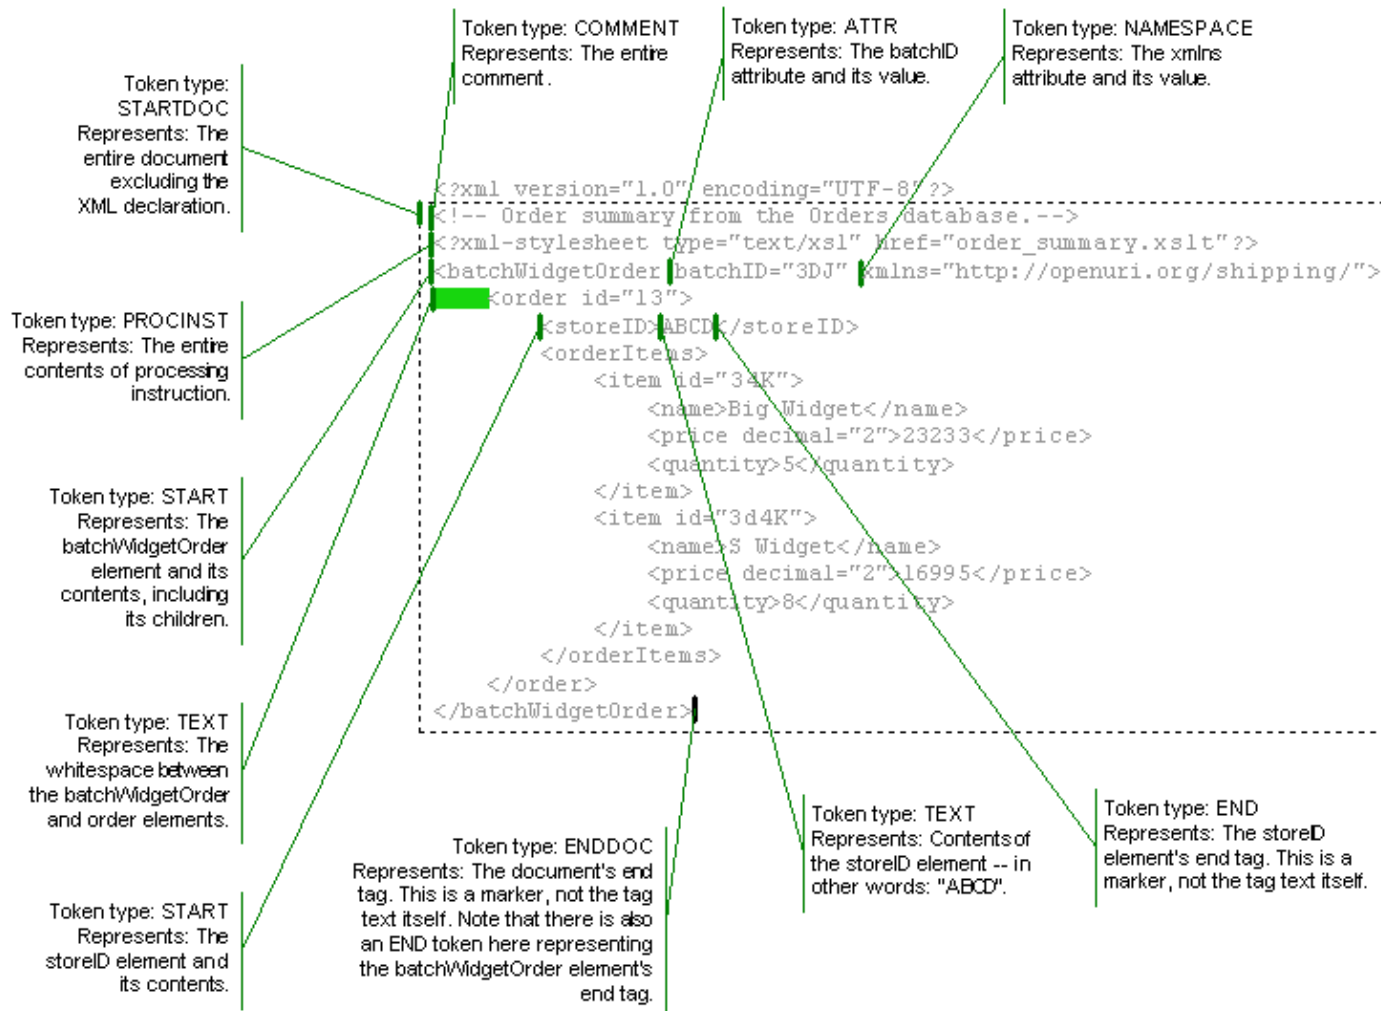 Token type: COMMENT
Represents: The entire
comment.
Token type: ATTR
Represents: The batchID
attribute and its value.
Token type: NAMESPACE
Represents: The xmlns
attribute and its value.
Token type:
STARTDOC
Represents: The
entire document
excluding the
XML declaration.
Token type: PROCINST
Represents: The entire
contents of processing
instruction.
Token type: START
Represents: The
batchWidgetOrder
element and its
contents, including
its children.
Token type: TEXT
Represents: The
whitespace between
the batchWidgetOrder
and order elements.
Token type: START
Represents: The
storeID element and
its contents.
<?xml version="1.0" encoding="UTF-8"?>
<!-- Order summary from the Orders database.-->
<?xml-stylesheet type="text/xsl" href="order_summary.xslt"?>
<batchWidgetOrder batchID="3DJ" xmlns="http://openuri.org/shipping/">
<order id="13">
<storeID>ABCD</storeID>
<orderItems>
<item id="34K">
<name>Big Widget</name>
<price decimal="2">23233</price>
<quantity>5</quantity>
</item>
<item id="3d4K">
<name>S Widget</name>
<price decimal="2">16995</price>
<quantity>8</quantity>
</item>
</orderItems>
</order>
</batchWidgetOrder>
Token type: ENDDOC
Represents: The document's end
tag. This is a marker, not the tag
text itself. Note that there is also
an END token here representing
the batchWidgetOrder element's
end tag.
Token type: TEXT
Represents: Contents of
the storeID element -- in
other words: "ABCD".
Token type: END
Represents: The storeID
element's end tag. This is a
marker, not the tag text itself.